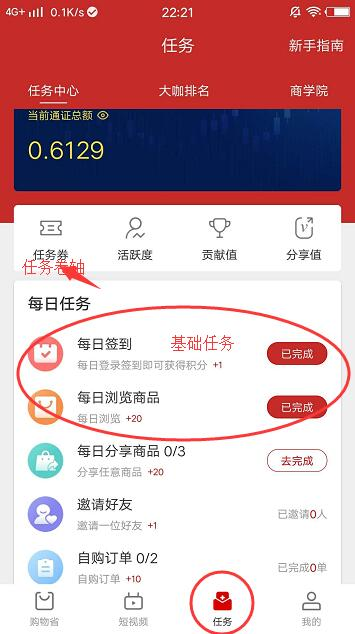 4G+ 0.1K/s 22:21
任务 新手指南
任务中心 大咖排名 商学院
当前通证总额
0.6129
任务券 活跃度 贡献值 分享值
任务卷轴
每日任务
每日签到 基础任务 已完成
每日登录签到即可获得积分 +1
每日浏览商品 已完成
每日浏览 +20
每日分享商品 0/3 去完成
分享任意商品 +20
邀请好友 已邀请0人
邀请一位好友 +1
自购订单 0/2 已完成0单
自购订单 +10
购物省 短视频 任务 我的